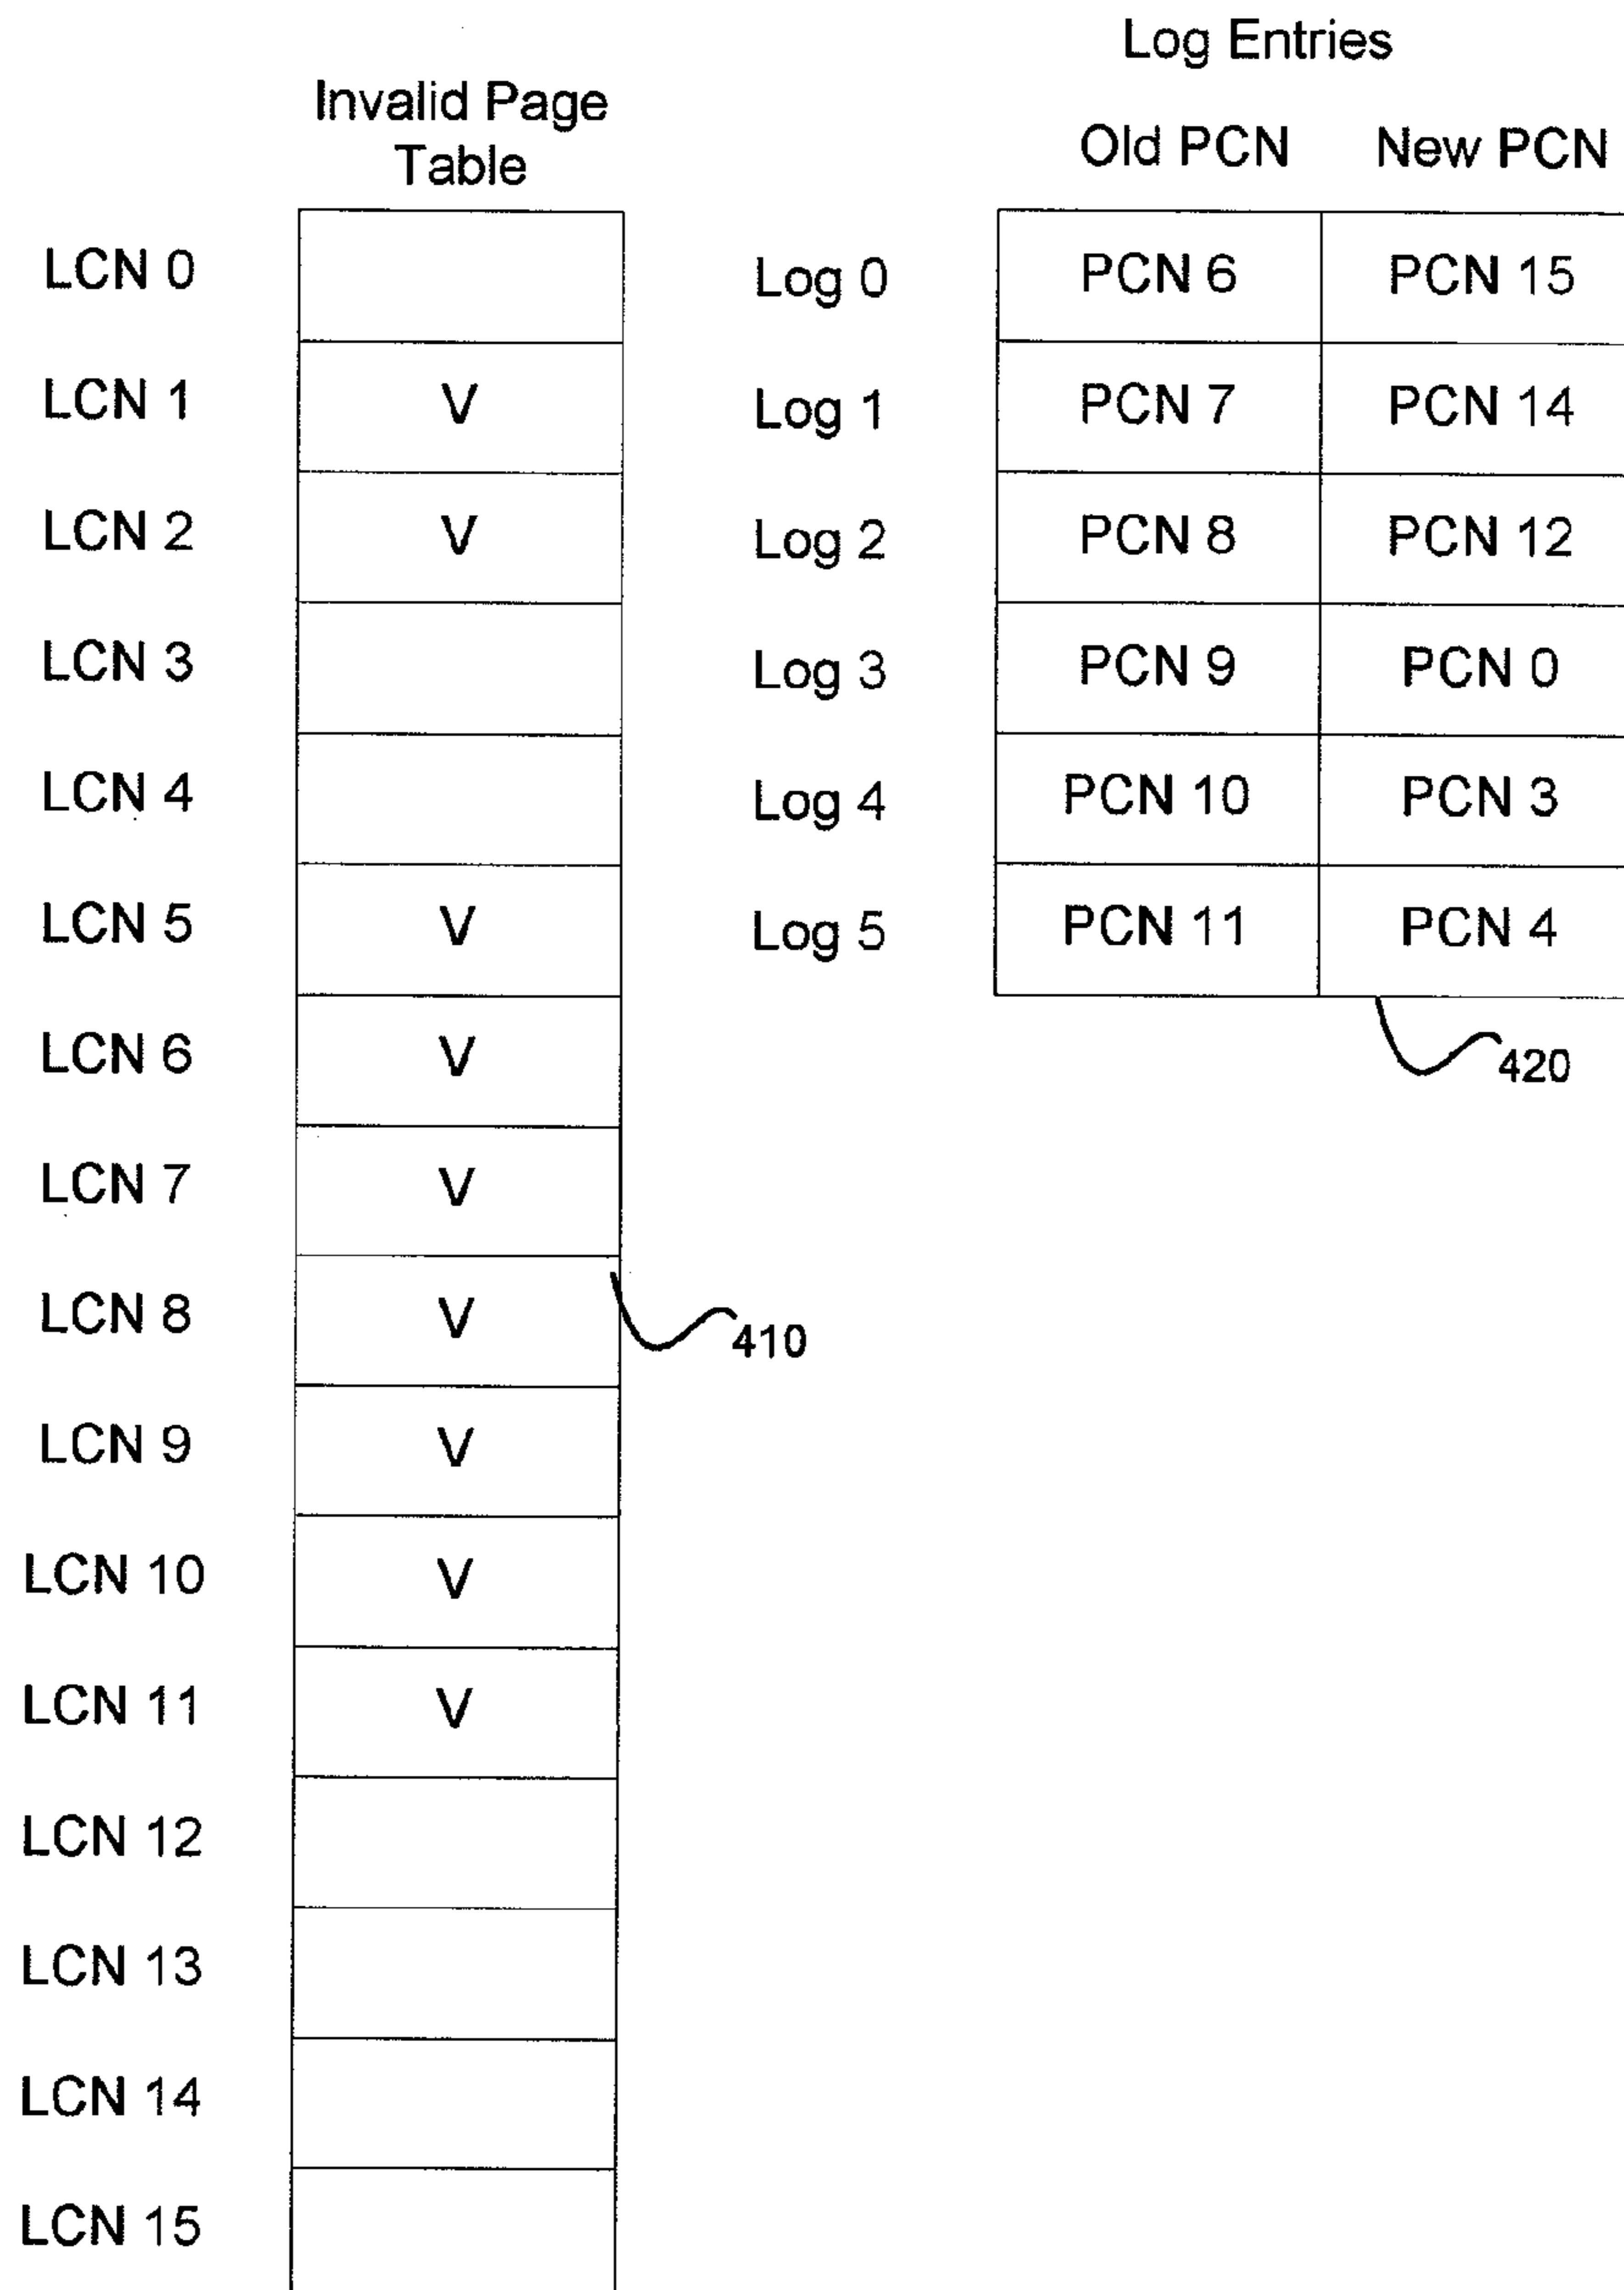 Log Entries
Invalid Page
Table
Old PCN New PCN
LCN 0 Log 0 PCN 6 PCN 15
LCN 1 V Log 1 PCN 7 PCN 14
LCN 2 V Log 2 PCN 8 PCN 12
LCN 3 Log 3 PCN 9 PCN 0
LCN 4 Log 4 PCN 10 PCN 3
LCN 5 V Log 5 PCN 11 PCN 4
LCN 6 V
420
LCN 7 V
LCN 8 V
410
LCN 9 V
LCN 10 V
LCN 11 V
LCN 12
LCN 13
LCN 14
LCN 15